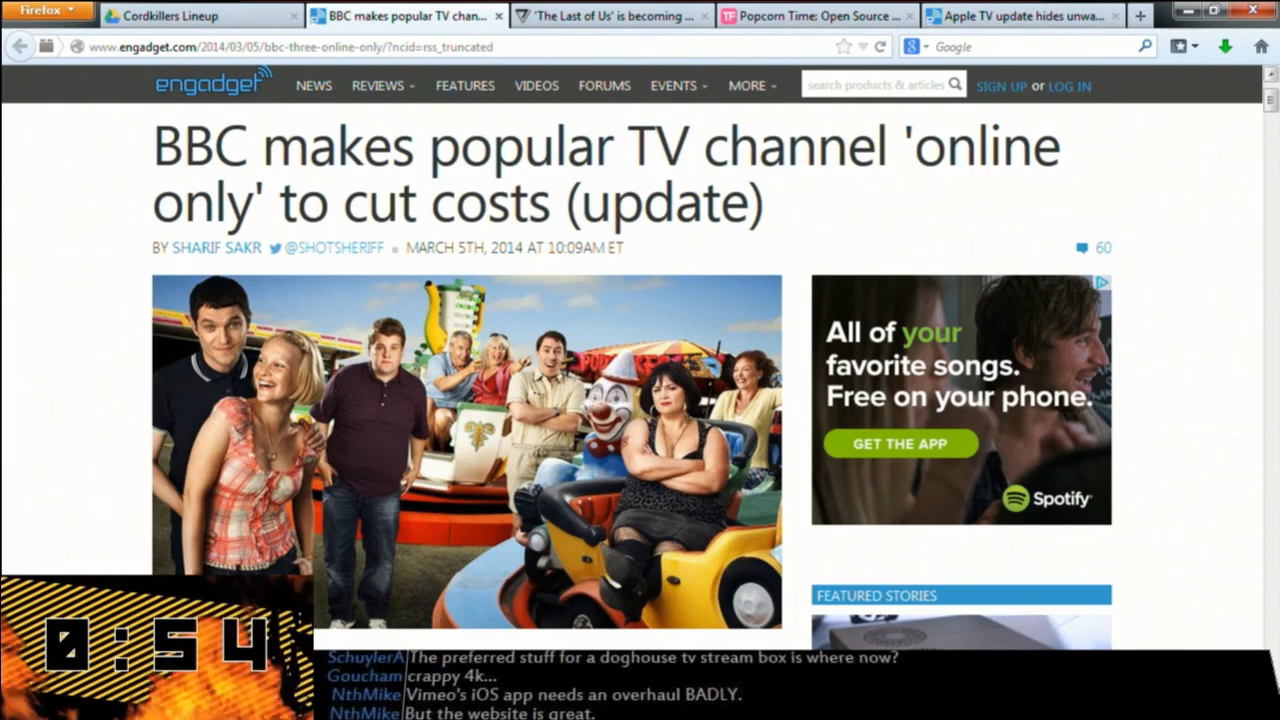 Firefox
Cordkillers Lineup
BBC makes popular TV chan...
'The Last of Us' is becoming ...
Popcorn Time: Open Source ...
Apple TV update hides unwa...
www.engadget.com/2014/03/05/bbc-three-online-only/?ncid=rss_truncated
Google
engadget
NEWS REVIEWS FEATURES VIDEOS FORUMS EVENTS MORE
search products & articles
SIGN UP or LOG IN
BBC makes popular TV channel 'online
only' to cut costs (update)
BY SHARIF SAKR @SHOTSHERIFF MARCH 5TH, 2014 AT 10:09AM ET
60
All of your
favorite songs.
Free on your phone.
GET THE APP
Spotify
FEATURED STORIES
0:54
SchuylerA The preferred stuff for a doghouse tv stream box is where now?
Goucham crappy 4k...
NthMike Vimeo's iOS app needs an overhaul BADLY.
NthMike But the website is great.